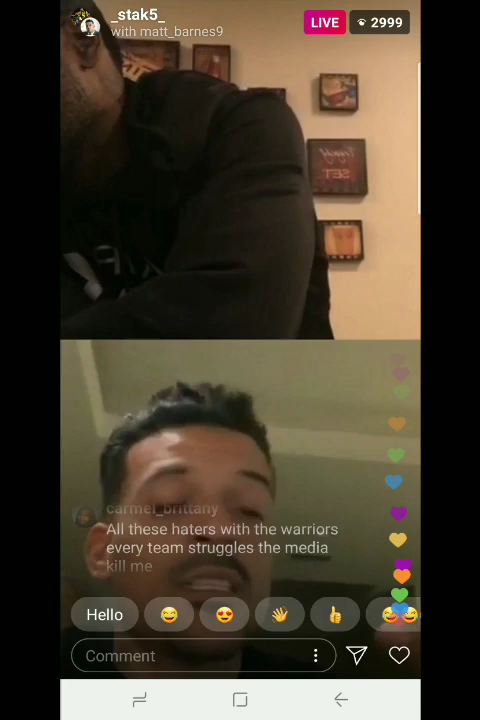 _stak5_
LIVE
2999
with matt_barnes9
SET
carmel_brittany
All these haters with the warriors
every team struggles the media
kill me
Hello
Comment